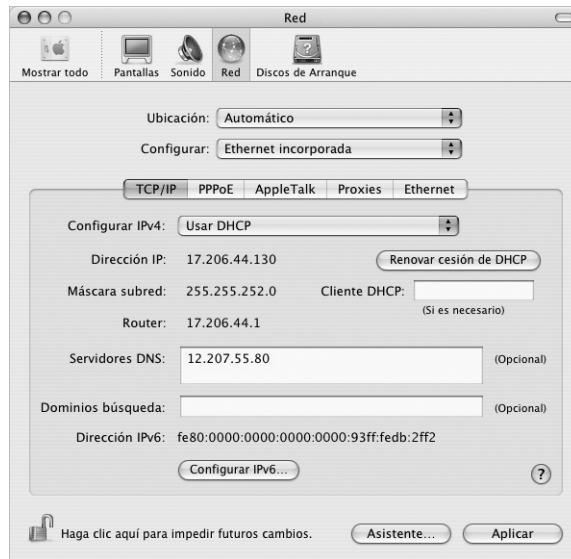 Red
Mostrar todo Pantallas Sonido Red Discos de Arranque
Ubicación: Automático
Configurar: Ethernet incorporada
TCP/IP PPPoE AppleTalk Proxies Ethernet
Configurar IPv4: Usar DHCP
Dirección IP: 17.206.44.130 Renovar cesión de DHCP
Máscara subred: 255.255.252.0 Cliente DHCP:
(Si es necesario)
Router: 17.206.44.1
Servidores DNS: 12.207.55.80 (Opcional)
Dominios búsqueda: (Opcional)
Dirección IPv6: fe80:0000:0000:0000:0000:93ff:fedb:2ff2
Configurar IPv6... ?
Haga clic aquí para impedir futuros cambios. Asistente... Aplicar